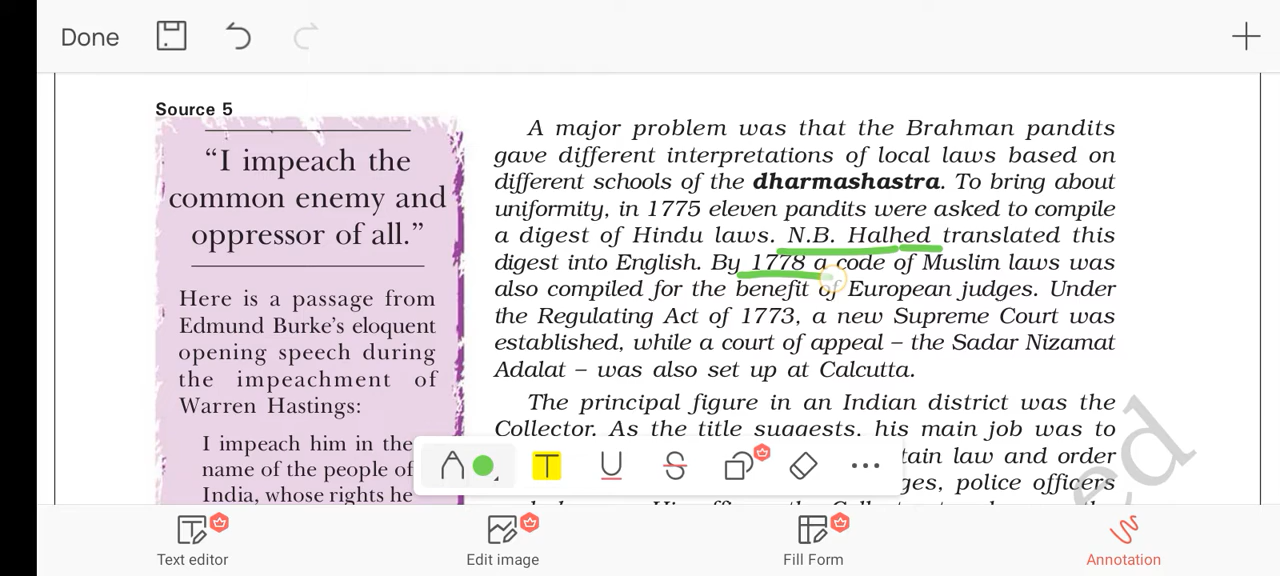 Done
Source 5
“I impeach the
common enemy and
oppressor of all.”
Here is a passage from
Edmund Burke’s eloquent
opening speech during
the impeachment of
Warren Hastings:
I impeach him in the
name of the people of
India, whose rights he
A major problem was that the Brahman pandits
gave different interpretations of local laws based on
different schools of the dharmashastra. To bring about
uniformity, in 1775 eleven pandits were asked to compile
a digest of Hindu laws. N.B. Halhed translated this
digest into English. By 1778 a code of Muslim laws was
also compiled for the benefit of European judges. Under
the Regulating Act of 1773, a new Supreme Court was
established, while a court of appeal – the Sadar Nizamat
Adalat – was also set up at Calcutta.
The principal figure in an Indian district was the
Collector. As the title suggests, his main job was to
tain law and order
ges, police officers
ed
T
U
S
Text editor
Edit image
Fill Form
Annotation